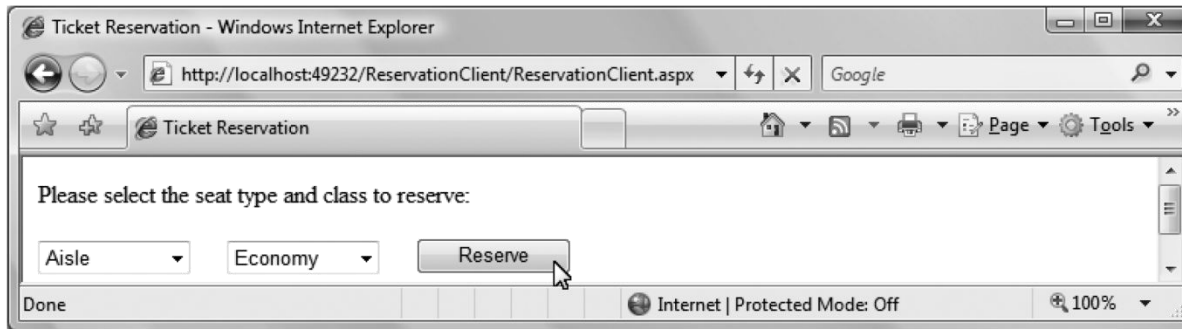 Ticket Reservation - Windows Internet Explorer
http://localhost:49232/ReservationClient/ReservationClient.aspx
Google
Ticket Reservation
Page
Tools
Please select the seat type and class to reserve:
Aisle
Economy
Reserve
Done
Internet | Protected Mode: Off
100%